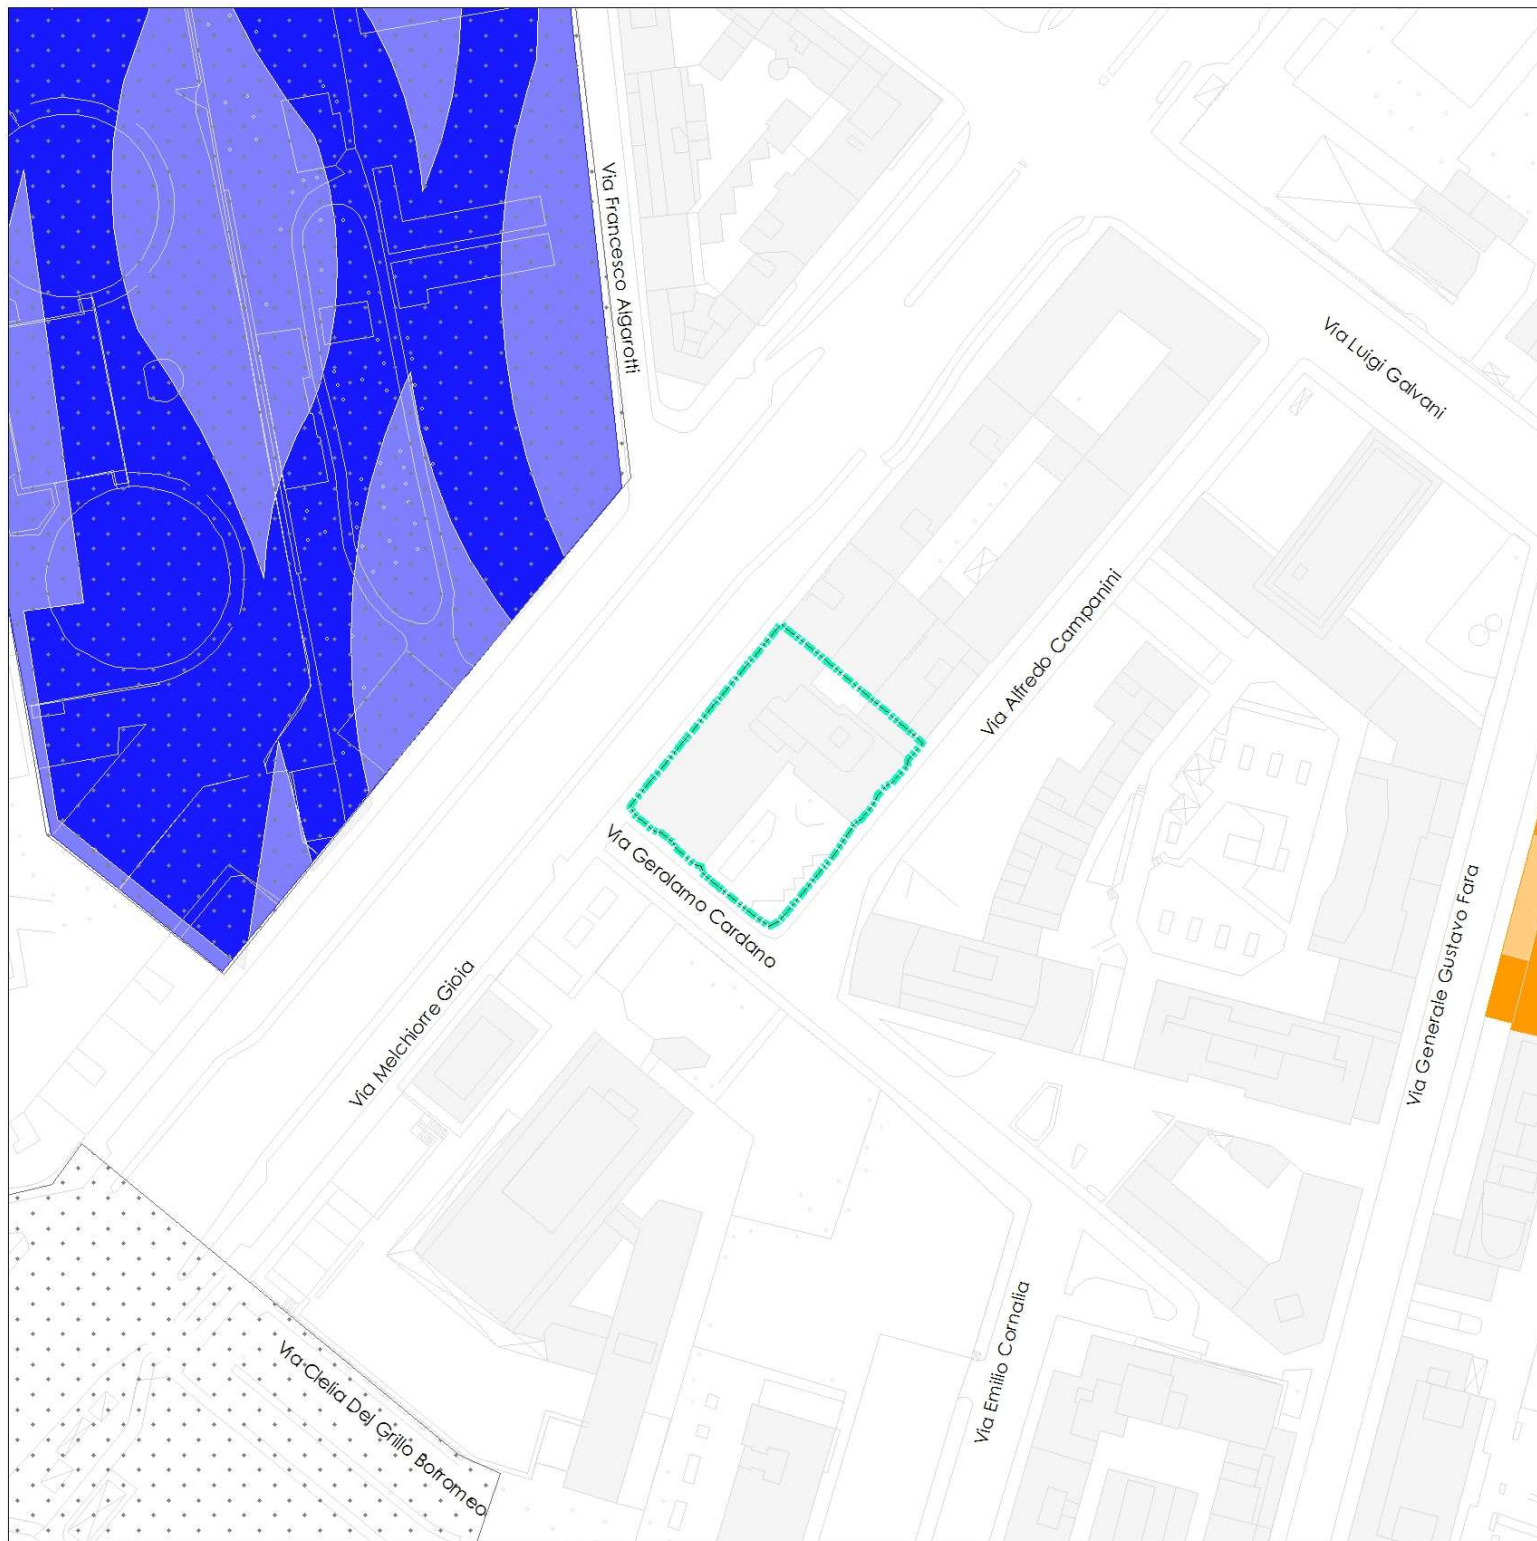 Via Francesco Algarotti
Via Luigi Galvani
Via Alfredo Campanini
Via Gerolamo Cardano
Via Generale Gustavo Fara
Via Melchiorre Gioia
Via Emilio Cornalia
Via Clelia Del Grillo Borromeo